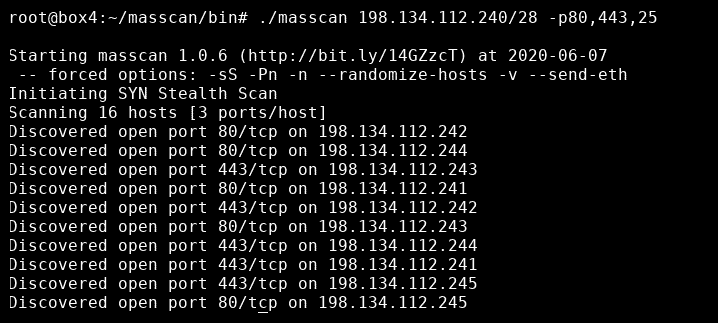 root@box4:~/masscan/bin# ./masscan 198.134.112.240/28 -p80,443,25
Starting masscan 1.0.6 (http://bit.ly/14GZzcT) at 2020-06-07
-- forced options: -sS -Pn -n --randomize-hosts -v --send-eth
Initiating SYN Stealth Scan
Scanning 16 hosts [3 ports/host]
Discovered open port 80/tcp on 198.134.112.242
Discovered open port 80/tcp on 198.134.112.244
Discovered open port 443/tcp on 198.134.112.243
Discovered open port 80/tcp on 198.134.112.241
Discovered open port 443/tcp on 198.134.112.242
Discovered open port 80/tcp on 198.134.112.243
Discovered open port 443/tcp on 198.134.112.244
Discovered open port 443/tcp on 198.134.112.241
Discovered open port 443/tcp on 198.134.112.245
Discovered open port 80/tcp on 198.134.112.245